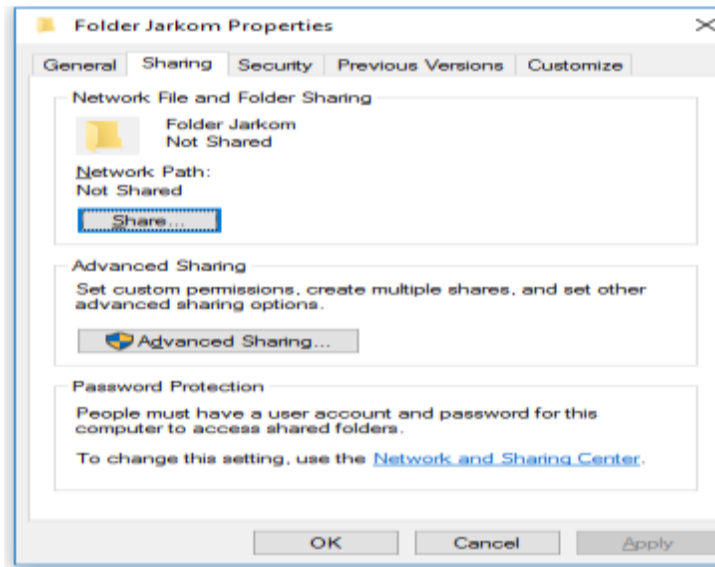 Folder Jarkom Properties
General Sharing Security Previous Versions Customize
Network File and Folder Sharing
Folder Jarkom
Not Shared
Network Path:
Not Shared
Share...
Advanced Sharing
Set custom permissions, create multiple shares, and set other
advanced sharing options.
Advanced Sharing...
Password Protection
People must have a user account and password for this
computer to access shared folders.
To change this setting, use the Network and Sharing Center.
OK Cancel Apply